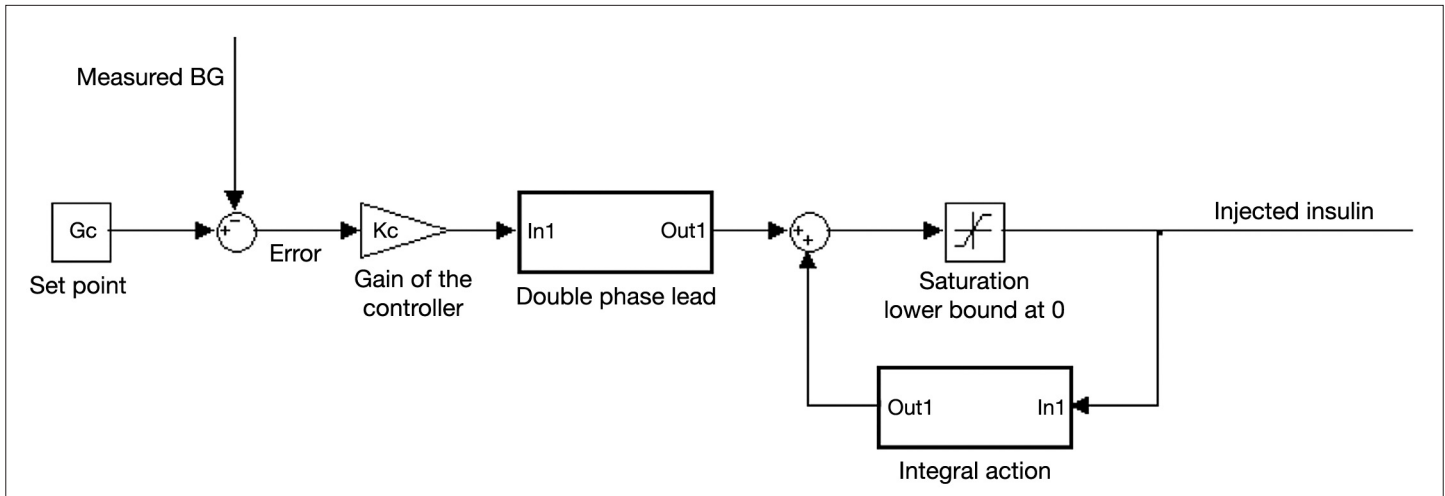 Measured BG
Gc
Set point
+
−
Error
Kc
Gain of the
controller
In1
Out1
Double phase lead
+
+
Saturation
lower bound at 0
Injected insulin
Out1
In1
Integral action